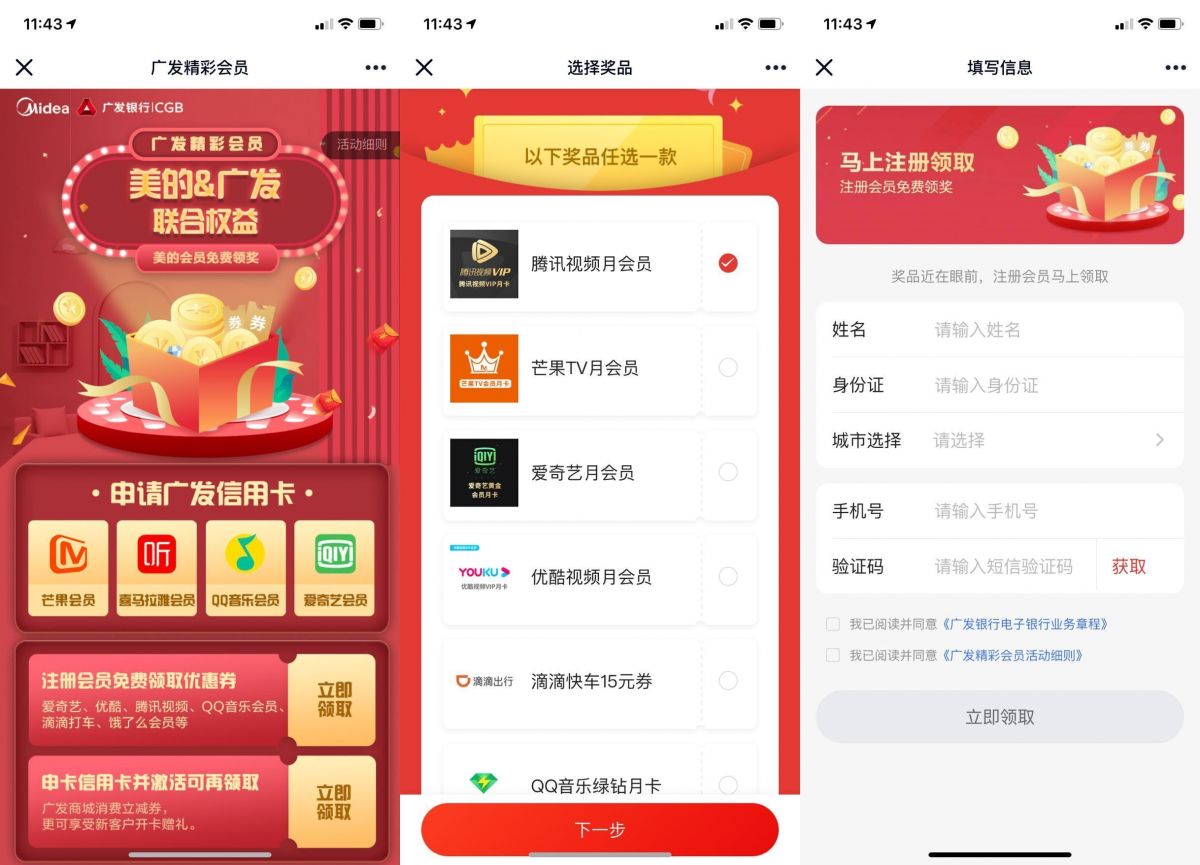 11:43
广发精彩会员
Midea 广发银行|CGB
广发精彩会员
活动细则
美的&广发
联合权益
美的会员免费领奖
券 券
·申请广发信用卡·
芒果会员
听
喜马拉雅会员
QQ音乐会员
iQIYI
爱奇艺会员
注册会员免费领取优惠券
爱奇艺、优酷、腾讯视频、QQ音乐会员、
滴滴打车、饿了么会员等
立即
领取
申卡信用卡并激活可再领取
广发商城消费立减券，
更可享受新客户开卡赠礼。
立即
领取
11:43
选择奖品
以下奖品任选一款
腾讯视频VIP
腾讯视频VIP月卡
腾讯视频月会员
芒果TV会员月卡
芒果TV月会员
iQIYI
爱奇艺
爱奇艺黄金
会员月卡
爱奇艺月会员
YOUKU
优酷视频VIP月卡
优酷视频月会员
滴滴出行
滴滴快车15元券
QQ音乐绿钻月卡
下一步
11:43
填写信息
马上注册领取
注册会员免费领奖
券 券
奖品近在眼前，注册会员马上领取
姓名 请输入姓名
身份证 请输入身份证
城市选择 请选择
手机号 请输入手机号
验证码 请输入短信验证码 获取
我已阅读并同意《广发银行电子银行业务章程》
我已阅读并同意《广发精彩会员活动细则》
立即领取